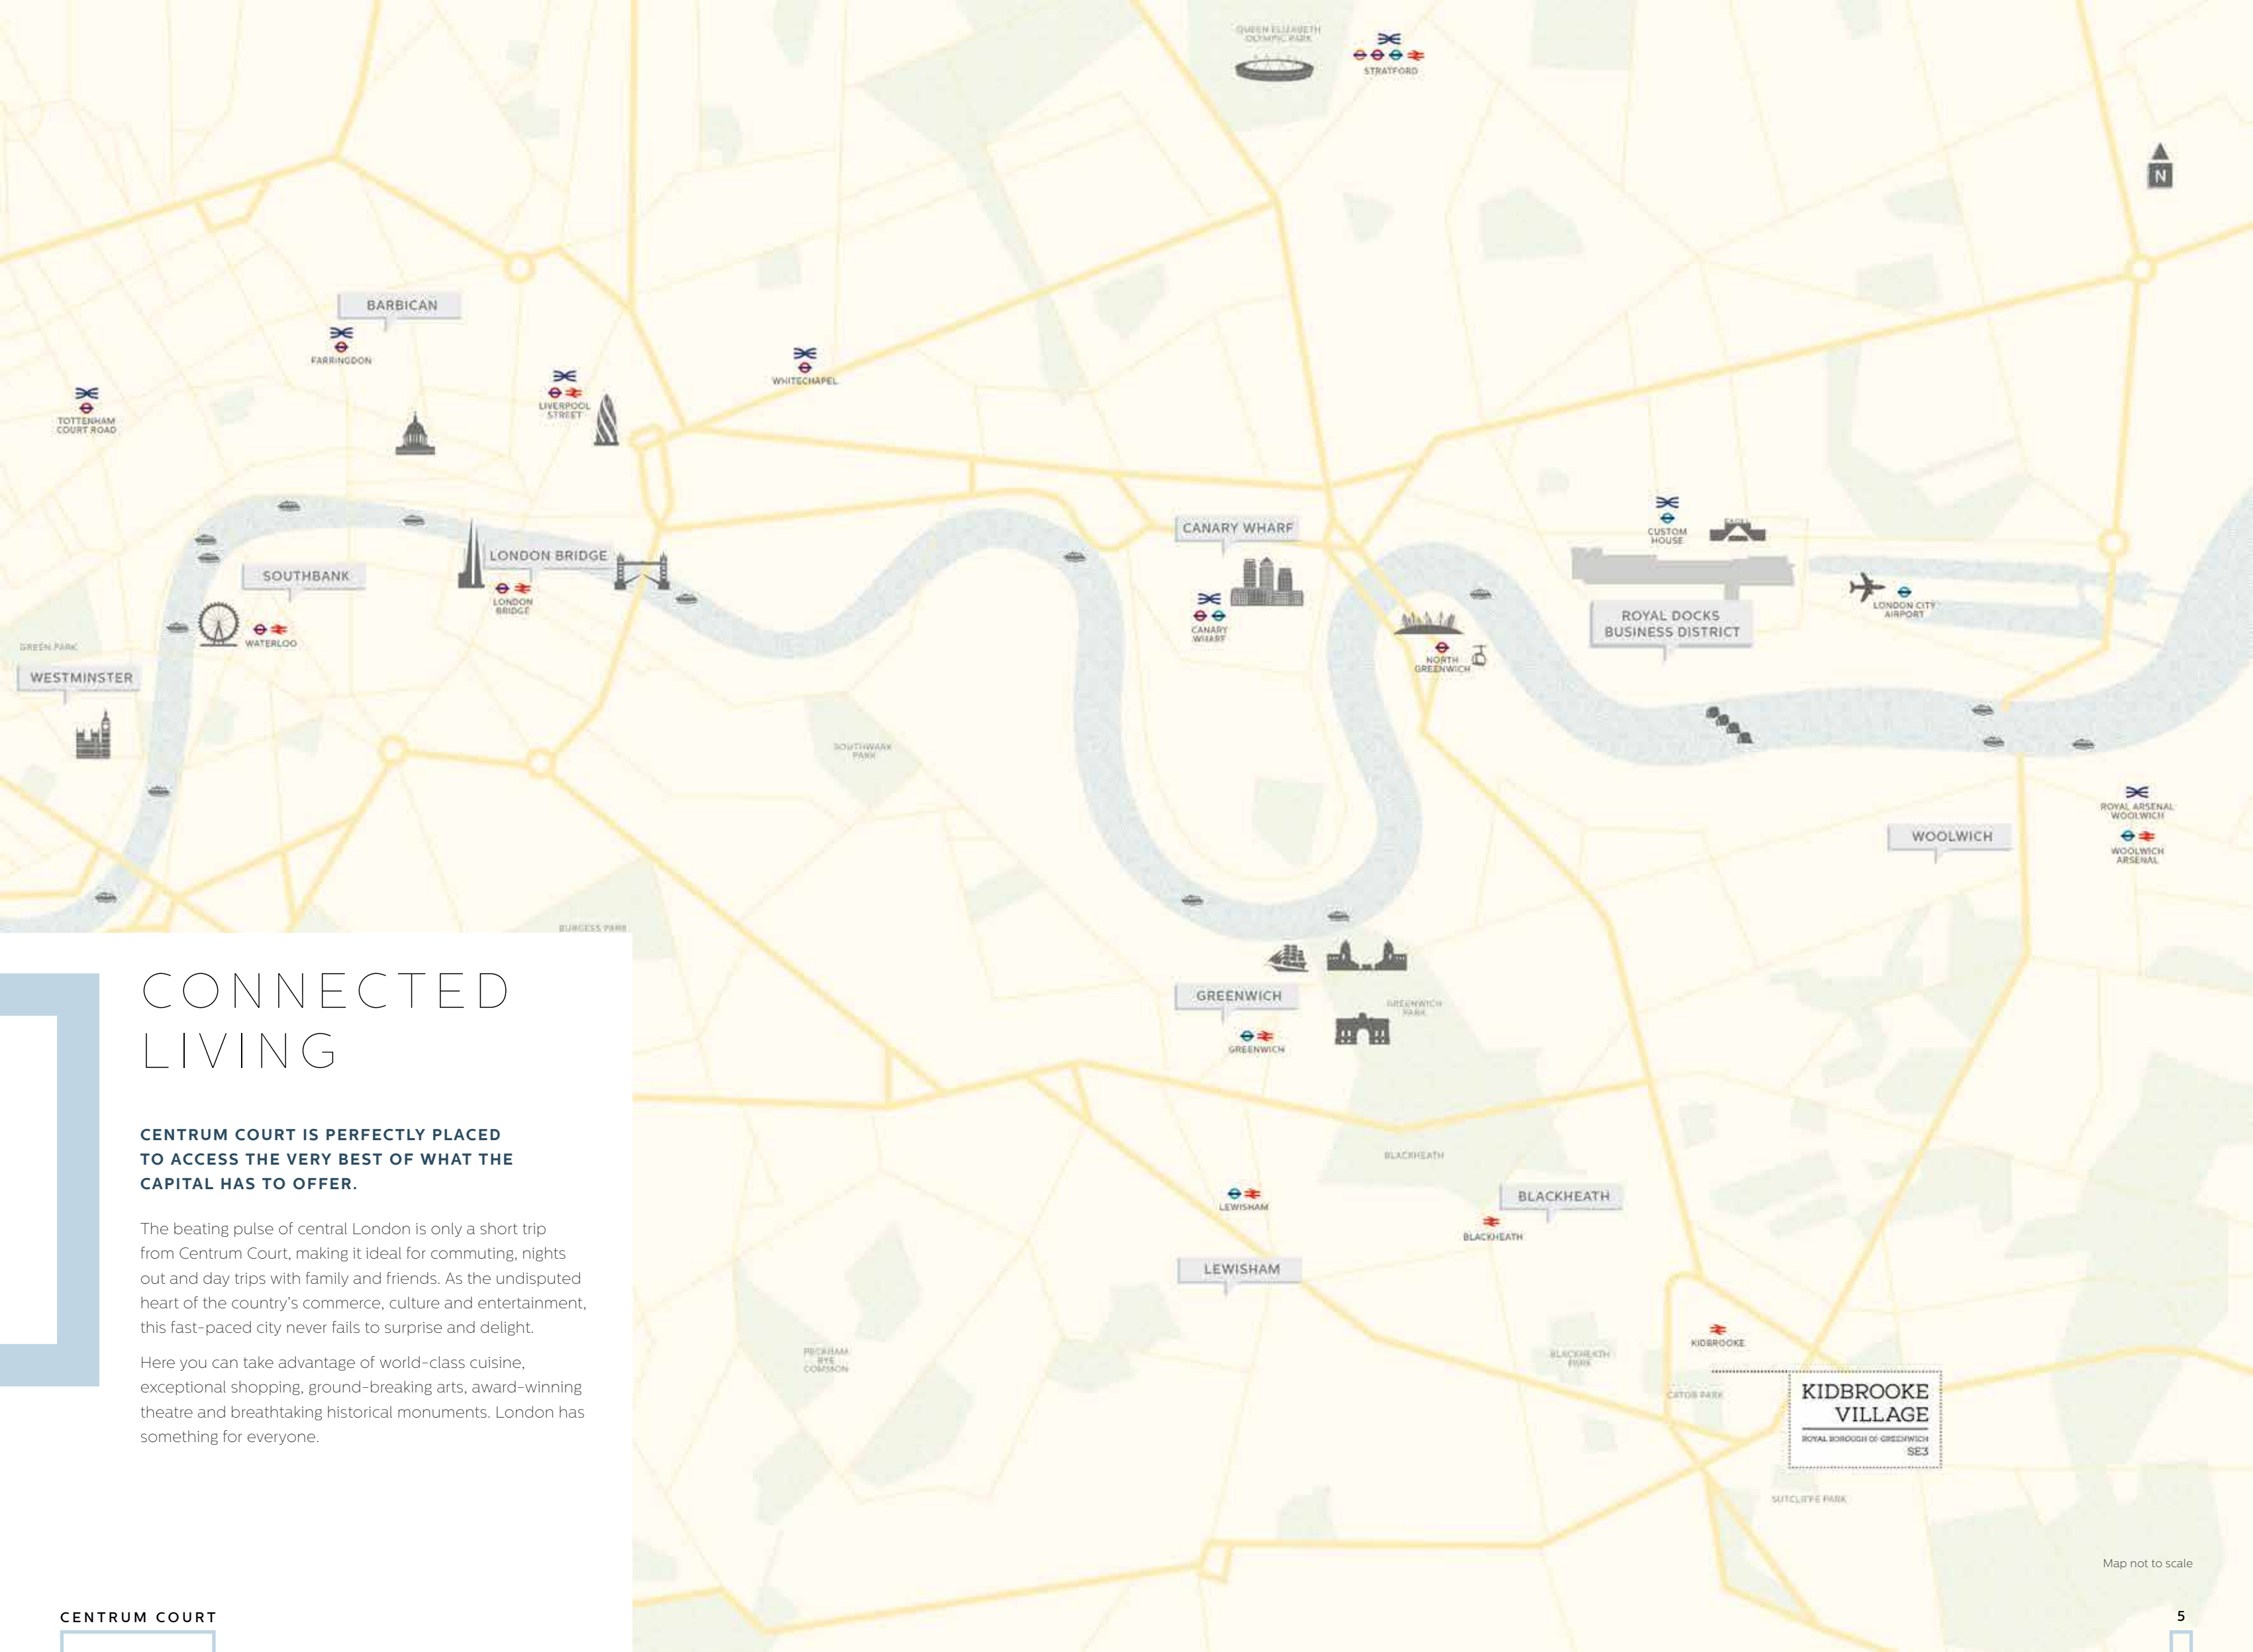 QUEEN ELIZABETH
OLYMPIC PARK
STRATFORD
N
BARBICAN
FARRINGDON
WHITECHAPEL
LIVERPOOL
STREET
TOTTENHAM
COURT ROAD
CANARY WHARF
CUSTOM
HOUSE
LONDON BRIDGE
SOUTHBANK
LONDON
BRIDGE
LONDON CITY
AIRPORT
ROYAL DOCKS
BUSINESS DISTRICT
CANARY
WHARF
WATERLOO
GREEN PARK
NORTH
GREENWICH
WESTMINSTER
SOUTHWARK
PARK
ROYAL ARSENAL
WOOLWICH
WOOLWICH
WOOLWICH
ARSENAL
BURGESS PARK
GREENWICH
GREENWICH
PARK
GREENWICH
BLACKHEATH
BLACKHEATH
LEWISHAM
BLACKHEATH
LEWISHAM
KIDBROOKE
PECKHAM
RYE
COMMON
BLACKHEATH
PARK
CATOR PARK
KIDBROOKE
VILLAGE
ROYAL BOROUGH OF GREENWICH
SE3
SUTCLIFFE PARK
Map not to scale
CONNECTED
LIVING
CENTRUM COURT IS PERFECTLY PLACED
TO ACCESS THE VERY BEST OF WHAT THE
CAPITAL HAS TO OFFER.
The beating pulse of central London is only a short trip
from Centrum Court, making it ideal for commuting, nights
out and day trips with family and friends. As the undisputed
heart of the country's commerce, culture and entertainment,
this fast-paced city never fails to surprise and delight.
Here you can take advantage of world-class cuisine,
exceptional shopping, ground-breaking arts, award-winning
theatre and breathtaking historical monuments. London has
something for everyone.
CENTRUM COURT
5